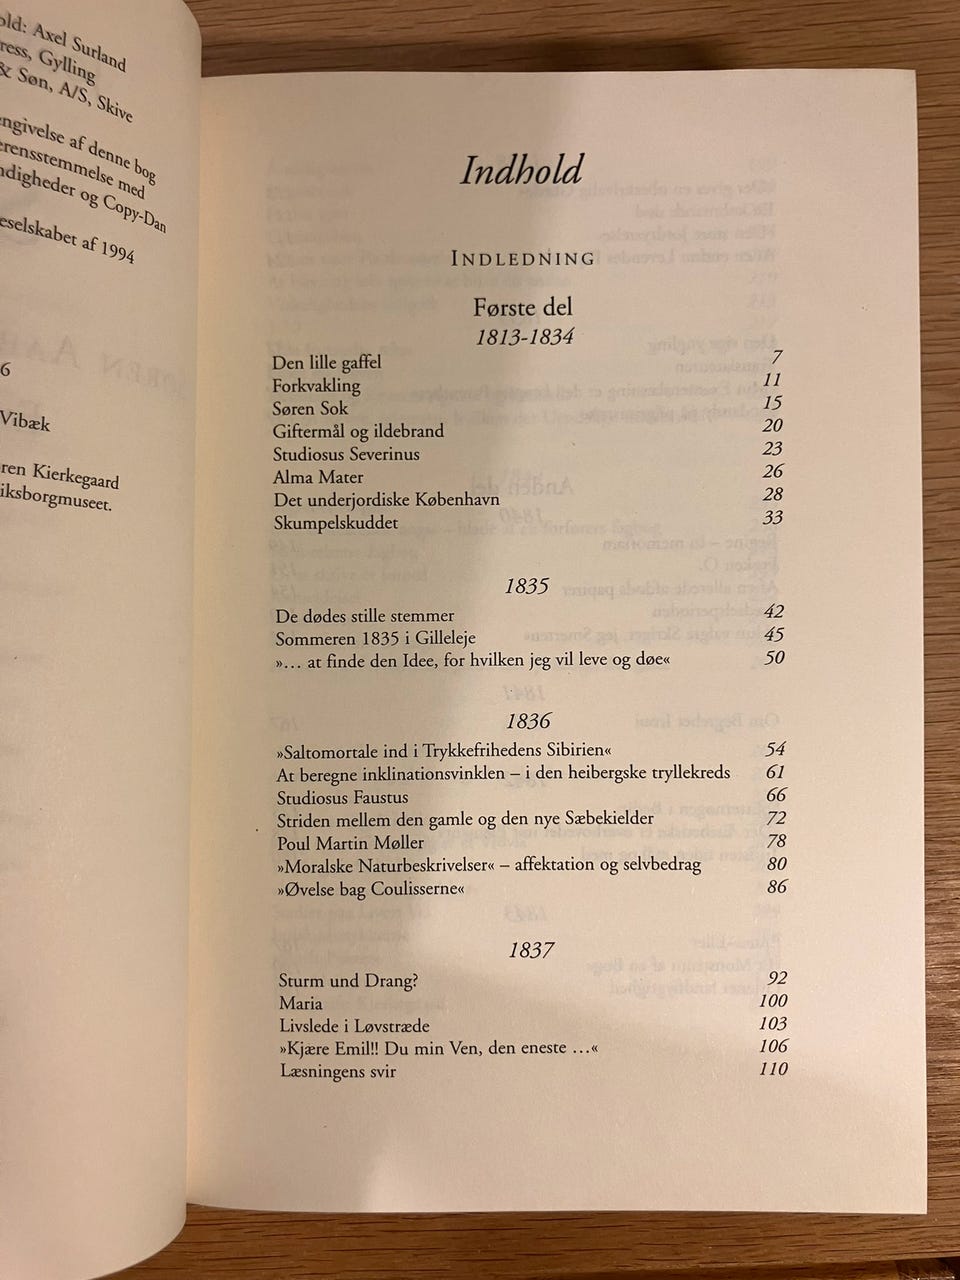 old: Axel Surland
ress, Gylling
& Søn, A/S, Skive
engivelse af denne bog
erensstemmelse med
ndigheder og Copy-Dan
eselskabet af 1994
6
Vibæk
ren Kierkegaard
iksborgmuseet.
Indhold
INDLEDNING
Første del
1813-1834
Den lille gaffel 7
Forkvakling 11
Søren Sok 15
Giftermål og ildebrand 20
Studiosus Severinus 23
Alma Mater 26
Det underjordiske København 28
Skumpelskuddet 33
1835
De dødes stille stemmer 42
Sommeren 1835 i Gilleleje 45
»… at finde den Idee, for hvilken jeg vil leve og døe« 50
1836
»Saltomortale ind i Trykkefrihedens Sibirien« 54
At beregne inklinationsvinklen – i den heibergske tryllekreds 61
Studiosus Faustus 66
Striden mellem den gamle og den nye Sæbekielder 72
Poul Martin Møller 78
»Moralske Naturbeskrivelser« – affektation og selvbedrag 80
»Øvelse bag Coulisserne« 86
1837
Sturm und Drang? 92
Maria 100
Livslede i Løvstræde 103
»Kjære Emil!! Du min Ven, den eneste …« 106
Læsningens svir 110